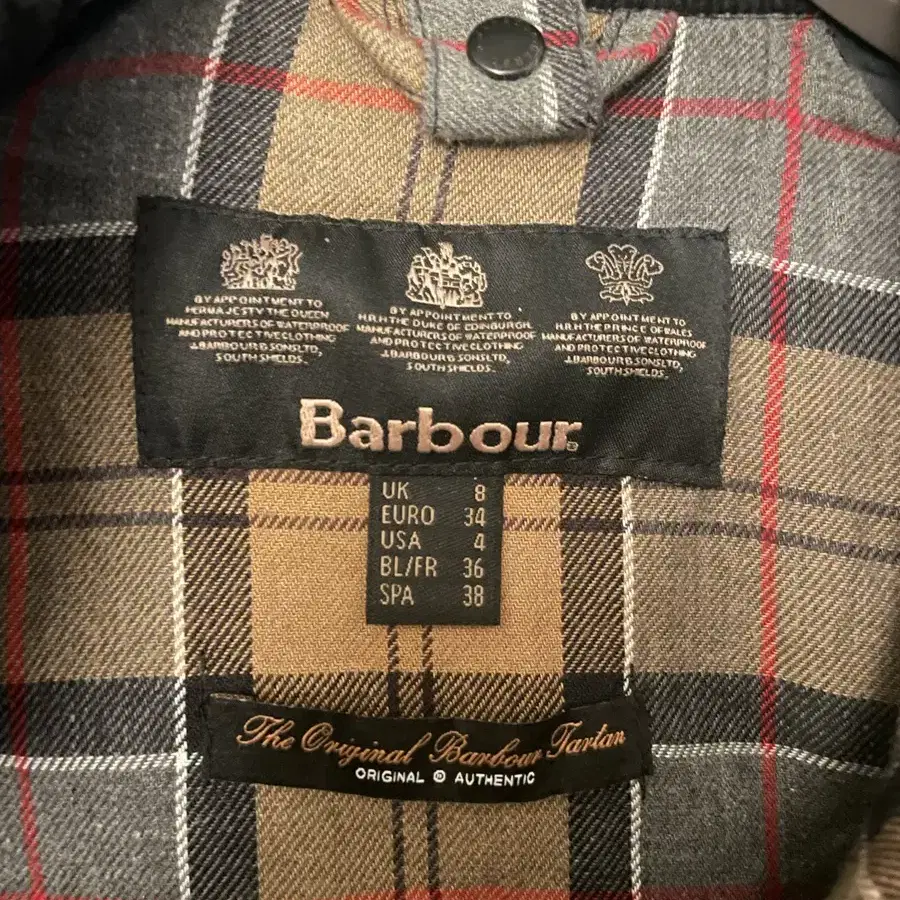 BY APPOINTMENT TO
HER MAJESTY THE QUEEN
MANUFACTURERS OF WATERPROOF
AND PROTECTIVE CLOTHING
J.BARBOUR & SONS LTD,
SOUTH SHIELDS.
BY APPOINTMENT TO
H.R.H THE DUKE OF EDINBURGH
MANUFACTURERS OF WATERPROOF
AND PROTECTIVE CLOTHING
J.BARBOUR & SONS LTD,
SOUTH SHIELDS.
BY APPOINTMENT TO
H.R.H THE PRINCE OF WALES
MANUFACTURERS OF WATERPROOF
AND PROTECTIVE CLOTHING
J.BARBOUR & SONS LTD,
SOUTH SHIELDS.
Barbour
UK 8
EURO 34
USA 4
BL/FR 36
SPA 38
The Original Barbour Tartan
ORIGINAL ® AUTHENTIC